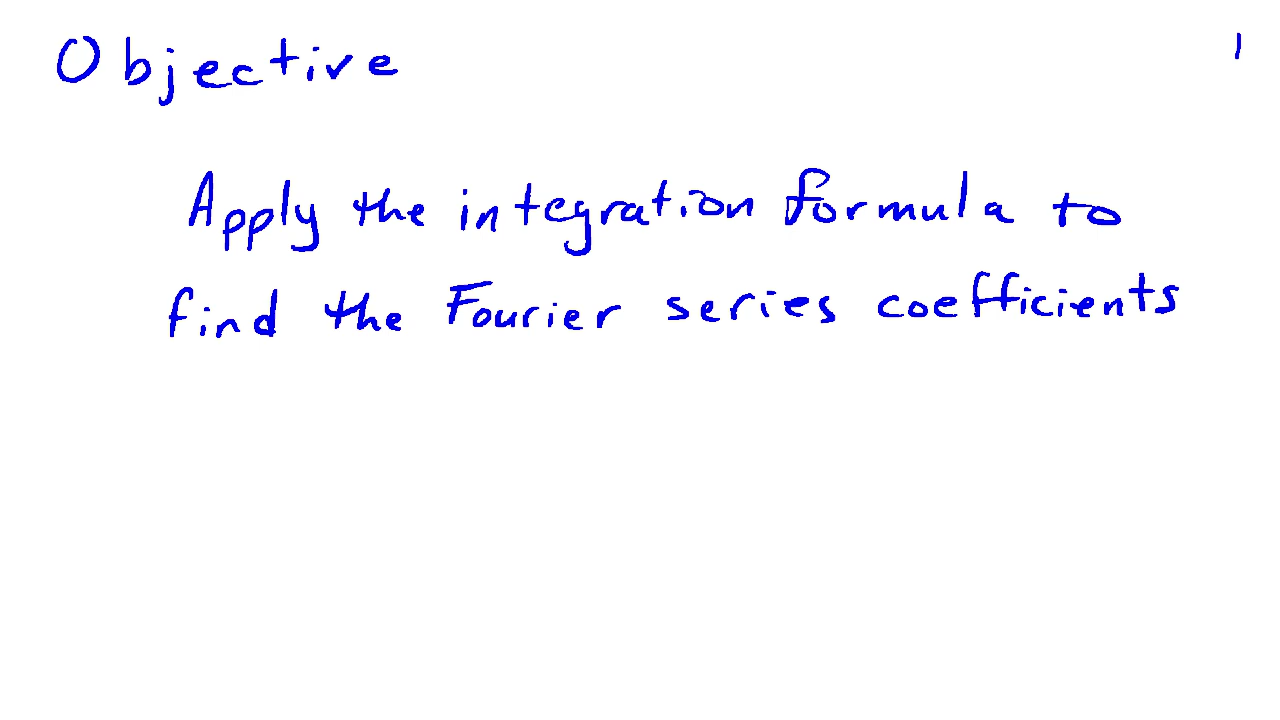 Objective
1
Apply the integration formula to
find the Fourier series coefficients